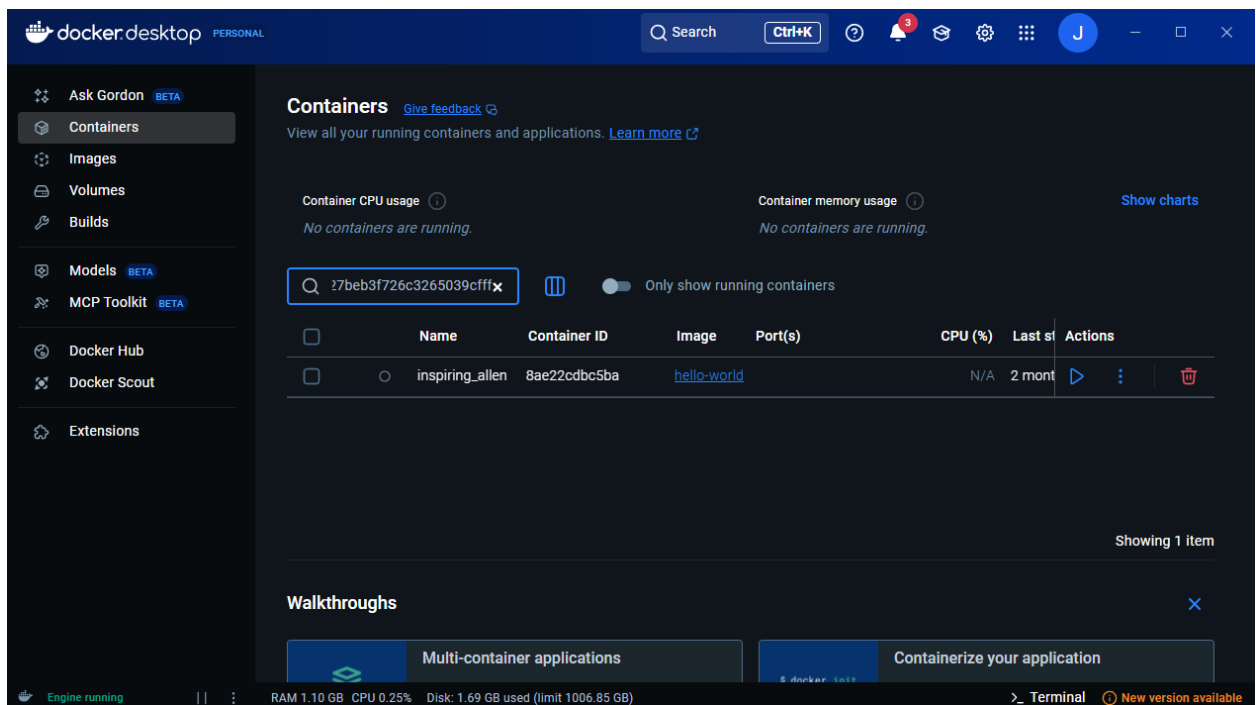 docker.desktop PERSONAL
Search Ctrl+K 3 J
Ask Gordon BETA
Containers
Images
Volumes
Builds
Models BETA
MCP Toolkit BETA
Docker Hub
Docker Scout
Extensions
Containers Give feedback
View all your running containers and applications. Learn more
Container CPU usage
No containers are running.
Container memory usage
No containers are running.
Show charts
27beb3f726c3265039cfff
Only show running containers
Name Container ID Image Port(s) CPU (%) Last st Actions
inspiring_allen 8ae22cdbc5ba hello-world N/A 2 mont
Showing 1 item
Walkthroughs
Multi-container applications
$ docker init
Containerize your application
Engine running RAM 1.10 GB CPU 0.25% Disk: 1.69 GB used (limit 1006.85 GB) >_ Terminal New version available